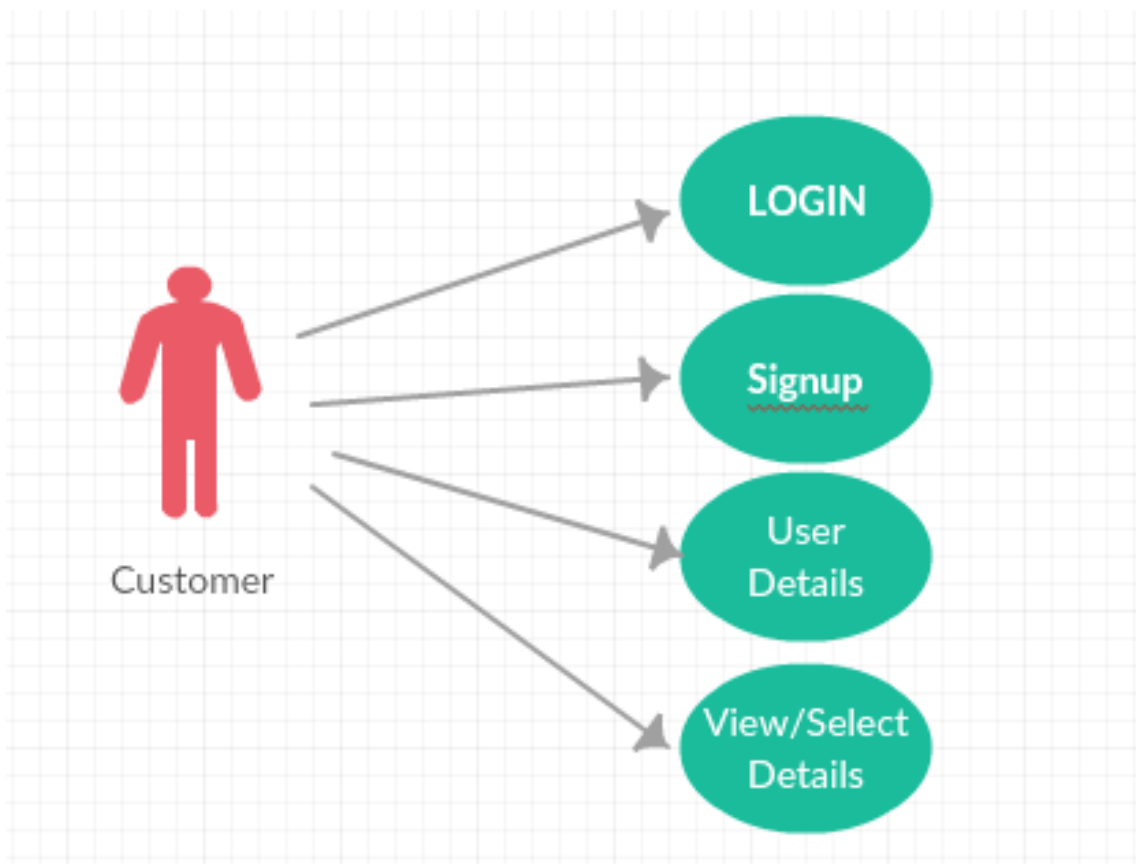 LOGIN
Signup
User
Details
Customer
View/Select
Details